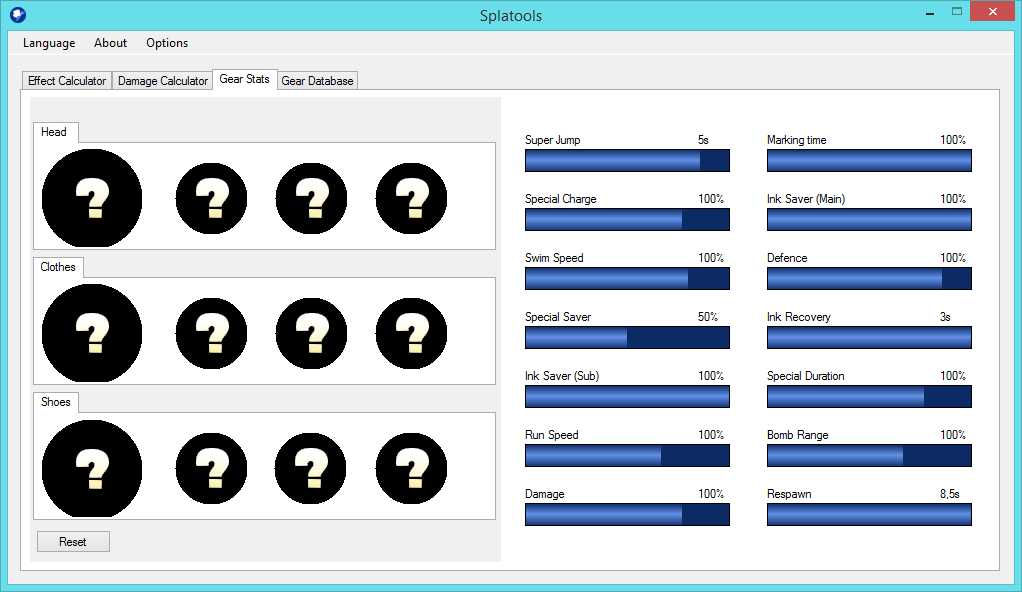 Splatools
Language About Options
Effect Calculator Damage Calculator Gear Stats Gear Database
Head
? ? ? ?
Clothes
? ? ? ?
Shoes
? ? ? ?
Reset
Super Jump 5s
Special Charge 100%
Swim Speed 100%
Special Saver 50%
Ink Saver (Sub) 100%
Run Speed 100%
Damage 100%
Marking time 100%
Ink Saver (Main) 100%
Defence 100%
Ink Recovery 3s
Special Duration 100%
Bomb Range 100%
Respawn 8,5s